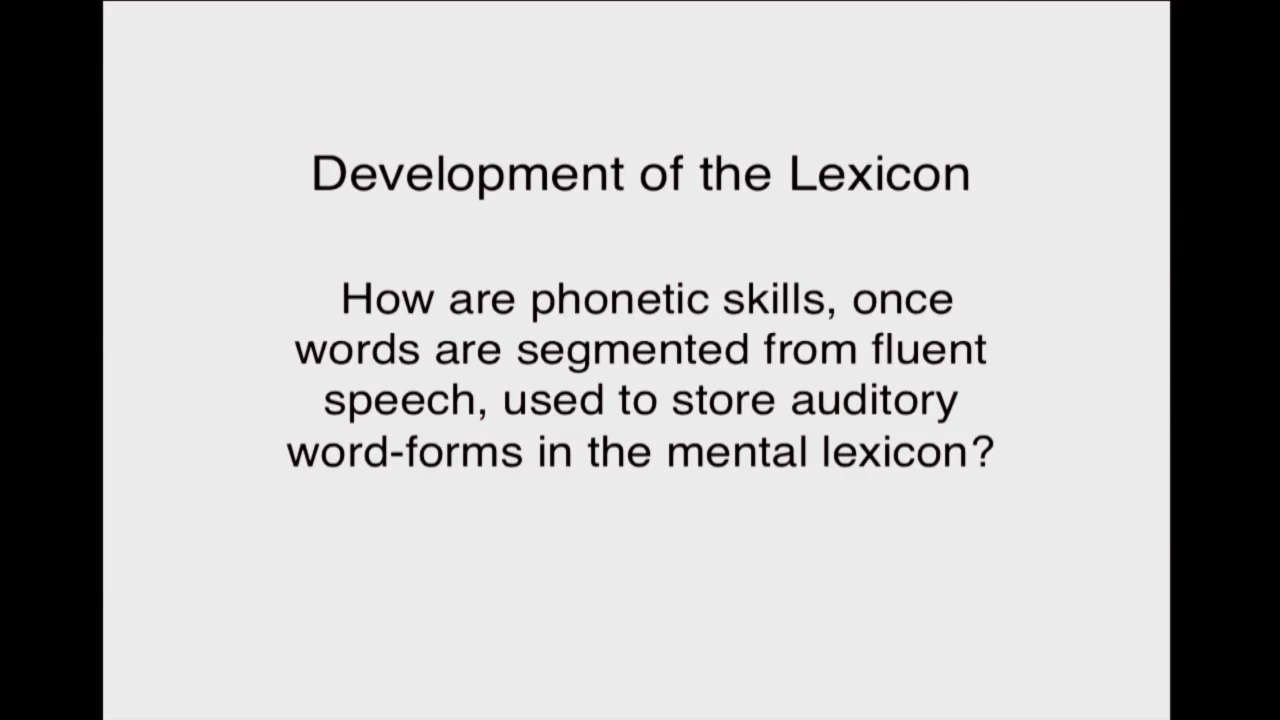 Development of the Lexicon
How are phonetic skills, once
words are segmented from fluent
speech, used to store auditory
word-forms in the mental lexicon?